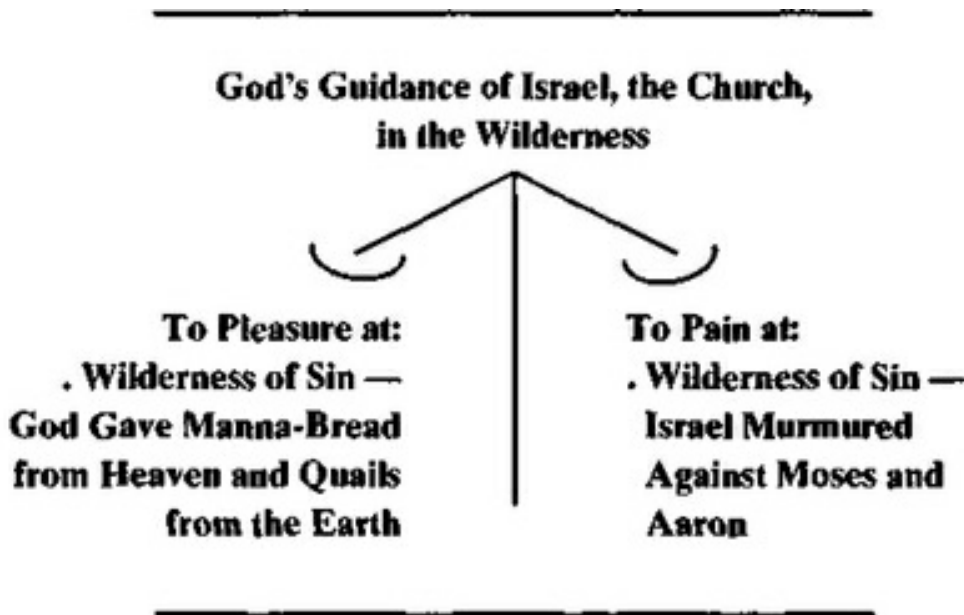 God's Guidance of Israel, the Church,
in the Wilderness
To Pleasure at:
. Wilderness of Sin —
God Gave Manna-Bread
from Heaven and Quails
from the Earth
To Pain at:
. Wilderness of Sin —
Israel Murmured
Against Moses and
Aaron